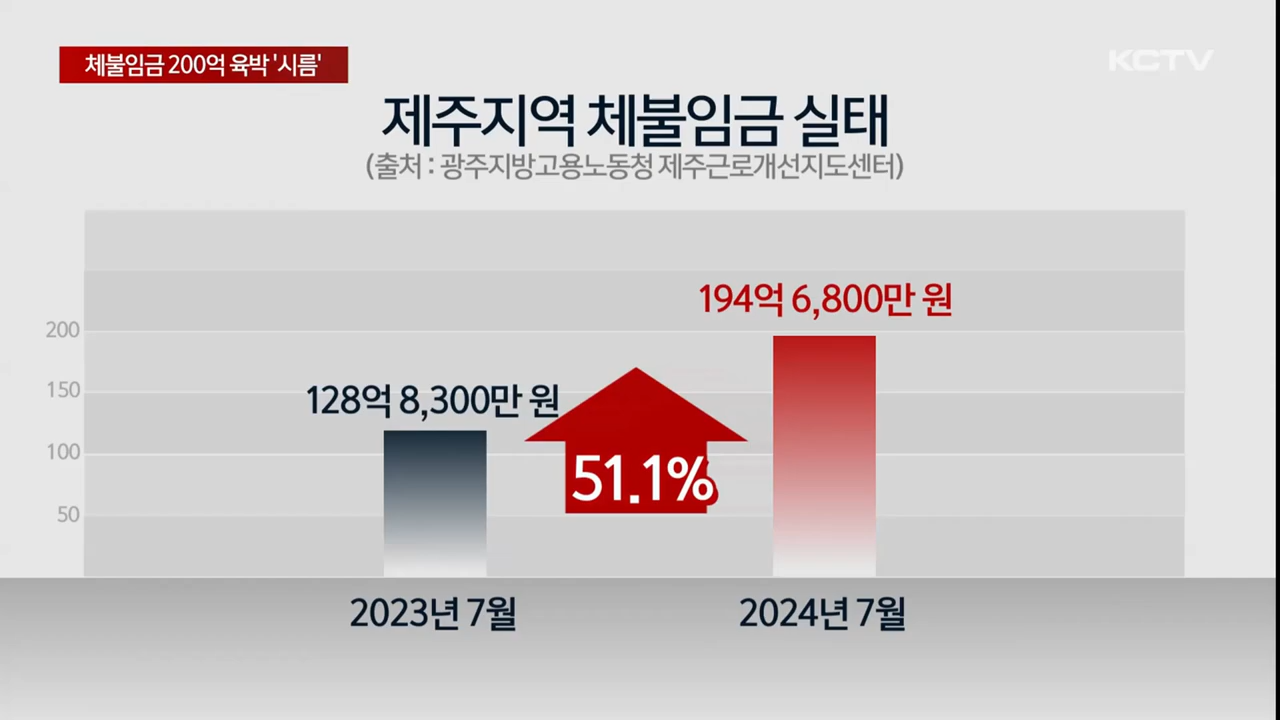 체불임금 200억 육박 '시름'
KCTV
제주지역 체불임금 실태
(출처 : 광주지방고용노동청 제주근로개선지도센터)
194억 6,800만 원
200
150
128억 8,300만 원
100
51.1%
50
2023년 7월
2024년 7월